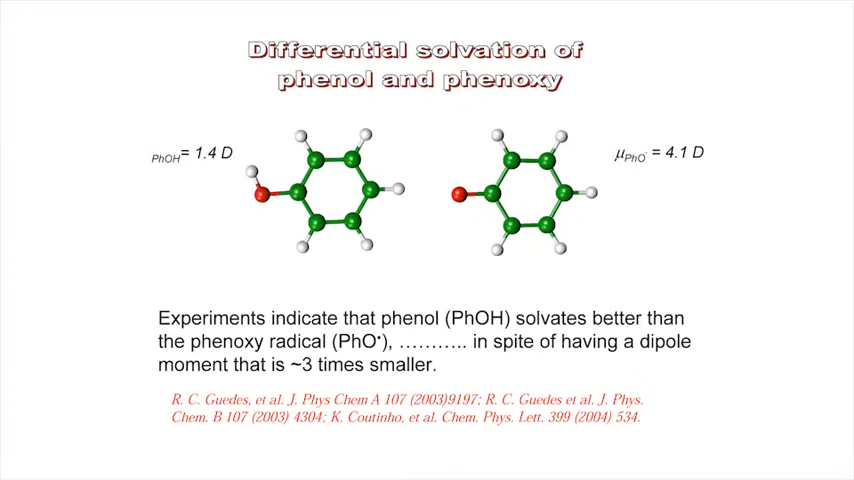 Differential solvation of
phenol and phenoxy
PhOH = 1.4 D
μPhO· = 4.1 D
Experiments indicate that phenol (PhOH) solvates better than
the phenoxy radical (PhO•), ……….. in spite of having a dipole
moment that is ~3 times smaller.
R. C. Guedes, et al. J. Phys Chem A 107 (2003)9197; R. C. Guedes et al. J. Phys.
Chem. B 107 (2003) 4304; K. Coutinho, et al. Chem. Phys. Lett. 399 (2004) 534.